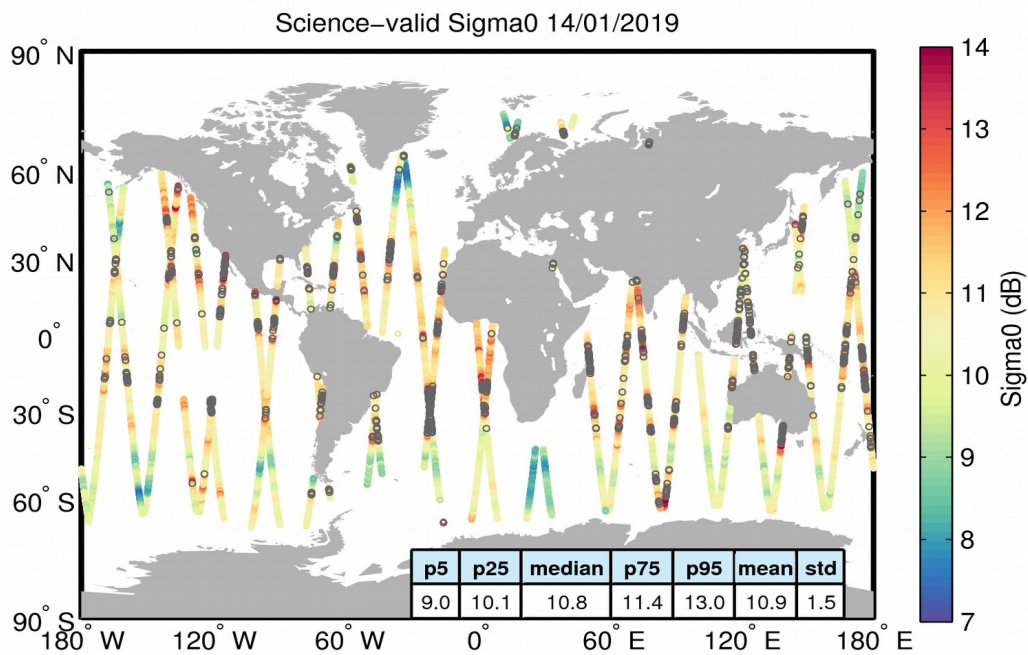 Science−valid Sigma0 14/01/2019
90° N
60° N
30° N
0°
30° S
60° S
90° S
180° W
120° W
60° W
0°
60° E
120° E
180° E
14
13
12
11
10
9
8
7
Sigma0 (dB)
p5 p25 median p75 p95 mean std
9.0 10.1 10.8 11.4 13.0 10.9 1.5